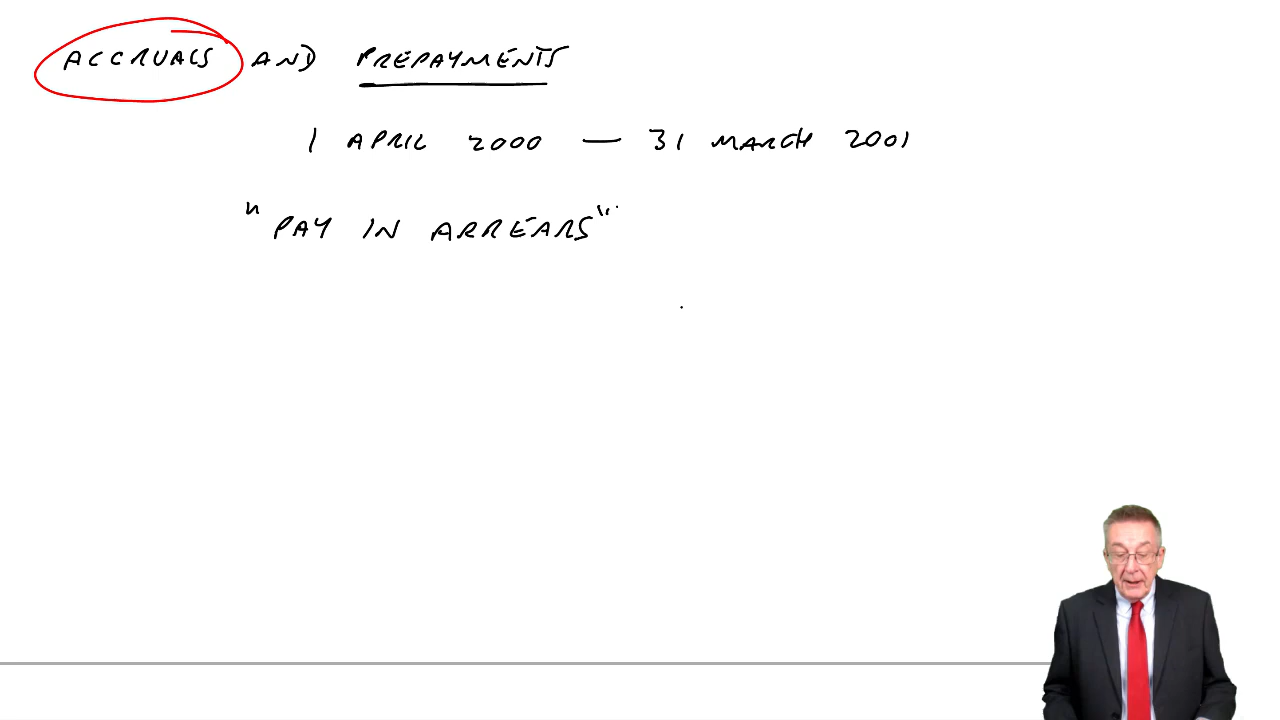 ACCRUALS AND PREPAYMENTS
1 APRIL 2000 — 31 MARCH 2001
"PAY IN ARREARS"